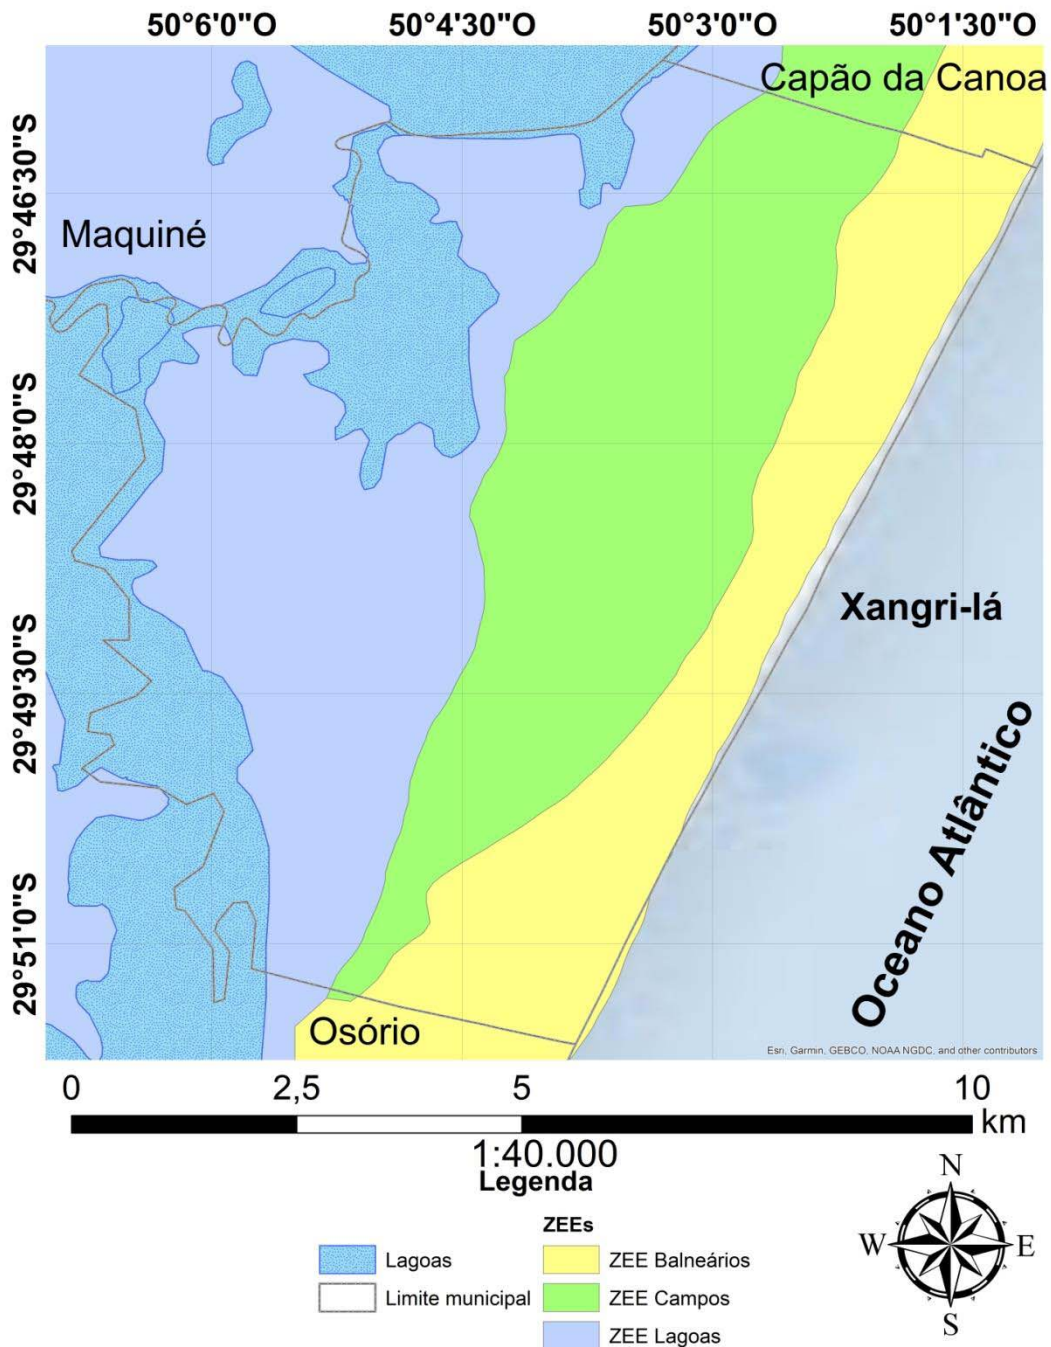 50°6'0"O 50°4'30"O 50°3'0"O 50°1'30"O
Capão da Canoa
29°46'30"S
Maquiné
29°48'0"S
Xangri-lá
29°49'30"S
Oceano Atlântico
29°51'0"S
Osório
Esri, Garmin, GEBCO, NOAA NGDC, and other contributors
0 2,5 5 10
km
1:40.000
Legenda
N
ZEEs
W E
Lagoas ZEE Balneários
Limite municipal ZEE Campos
S
ZEE Lagoas